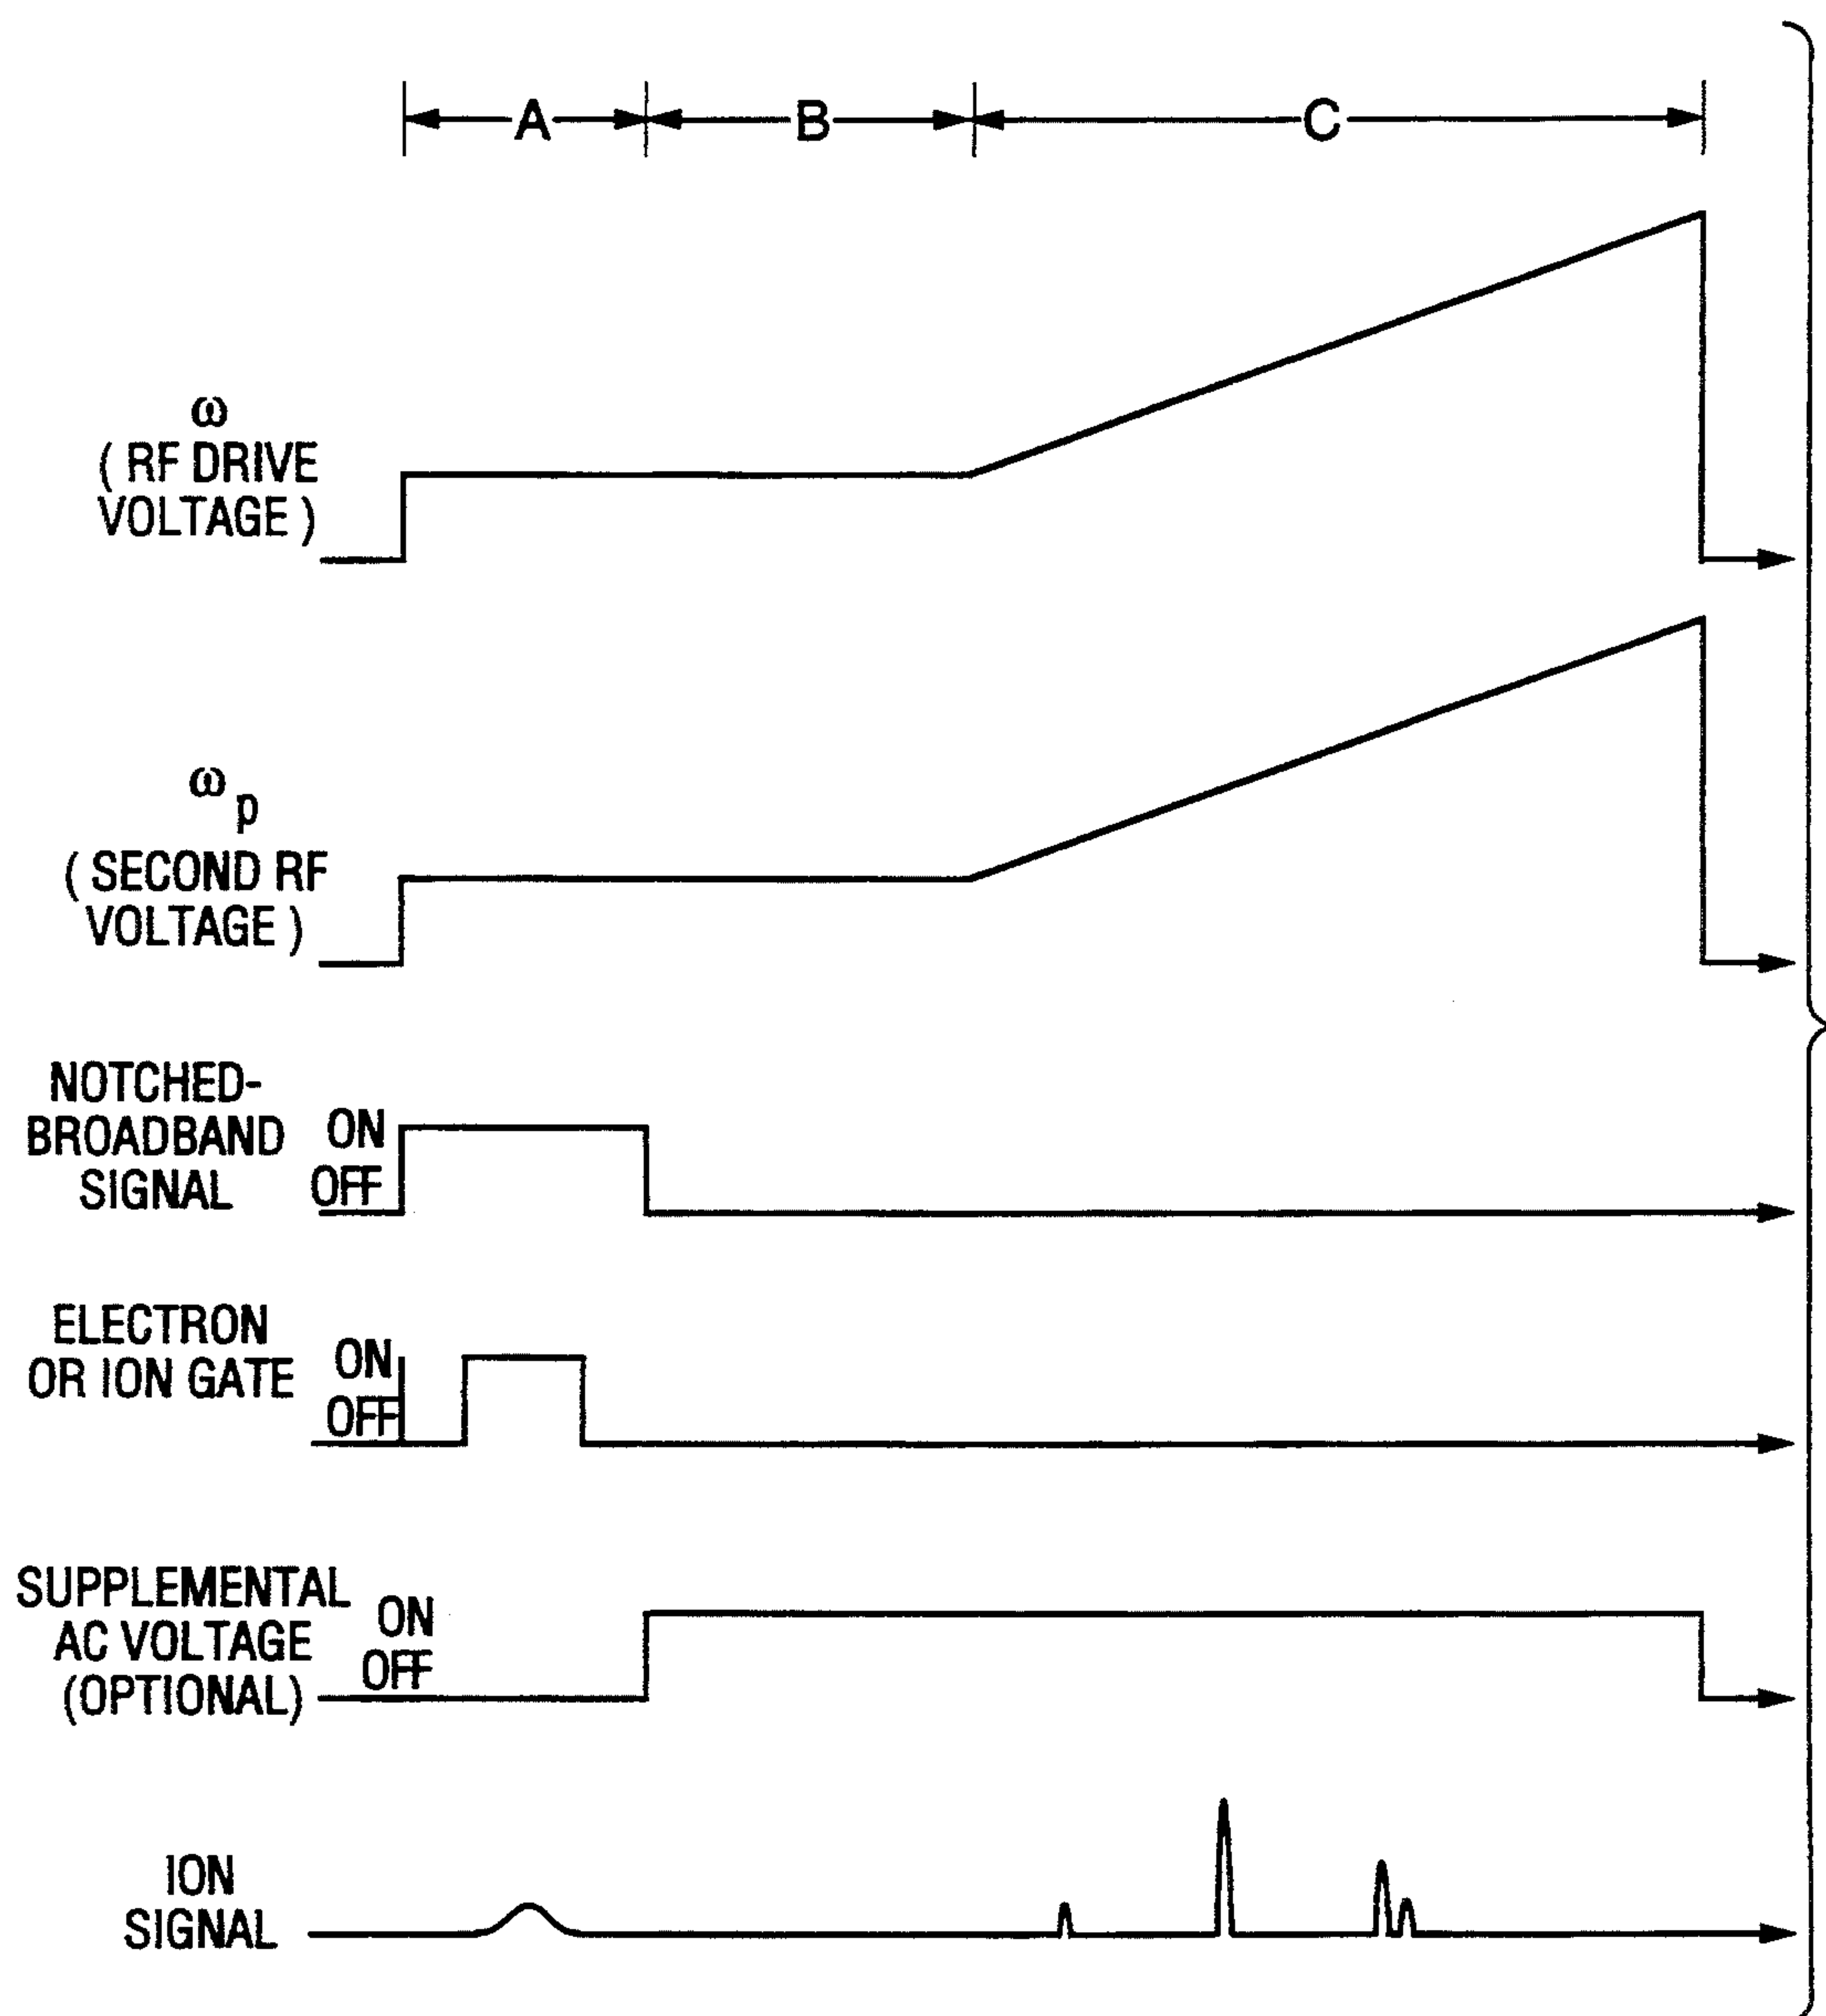 A B C
ω
( RF DRIVE
VOLTAGE )
ω p
( SECOND RF
VOLTAGE )
NOTCHED-
BROADBAND ON
SIGNAL OFF
ELECTRON ON
OR ION GATE OFF
SUPPLEMENTAL ON
AC VOLTAGE OFF
(OPTIONAL)
ION
SIGNAL